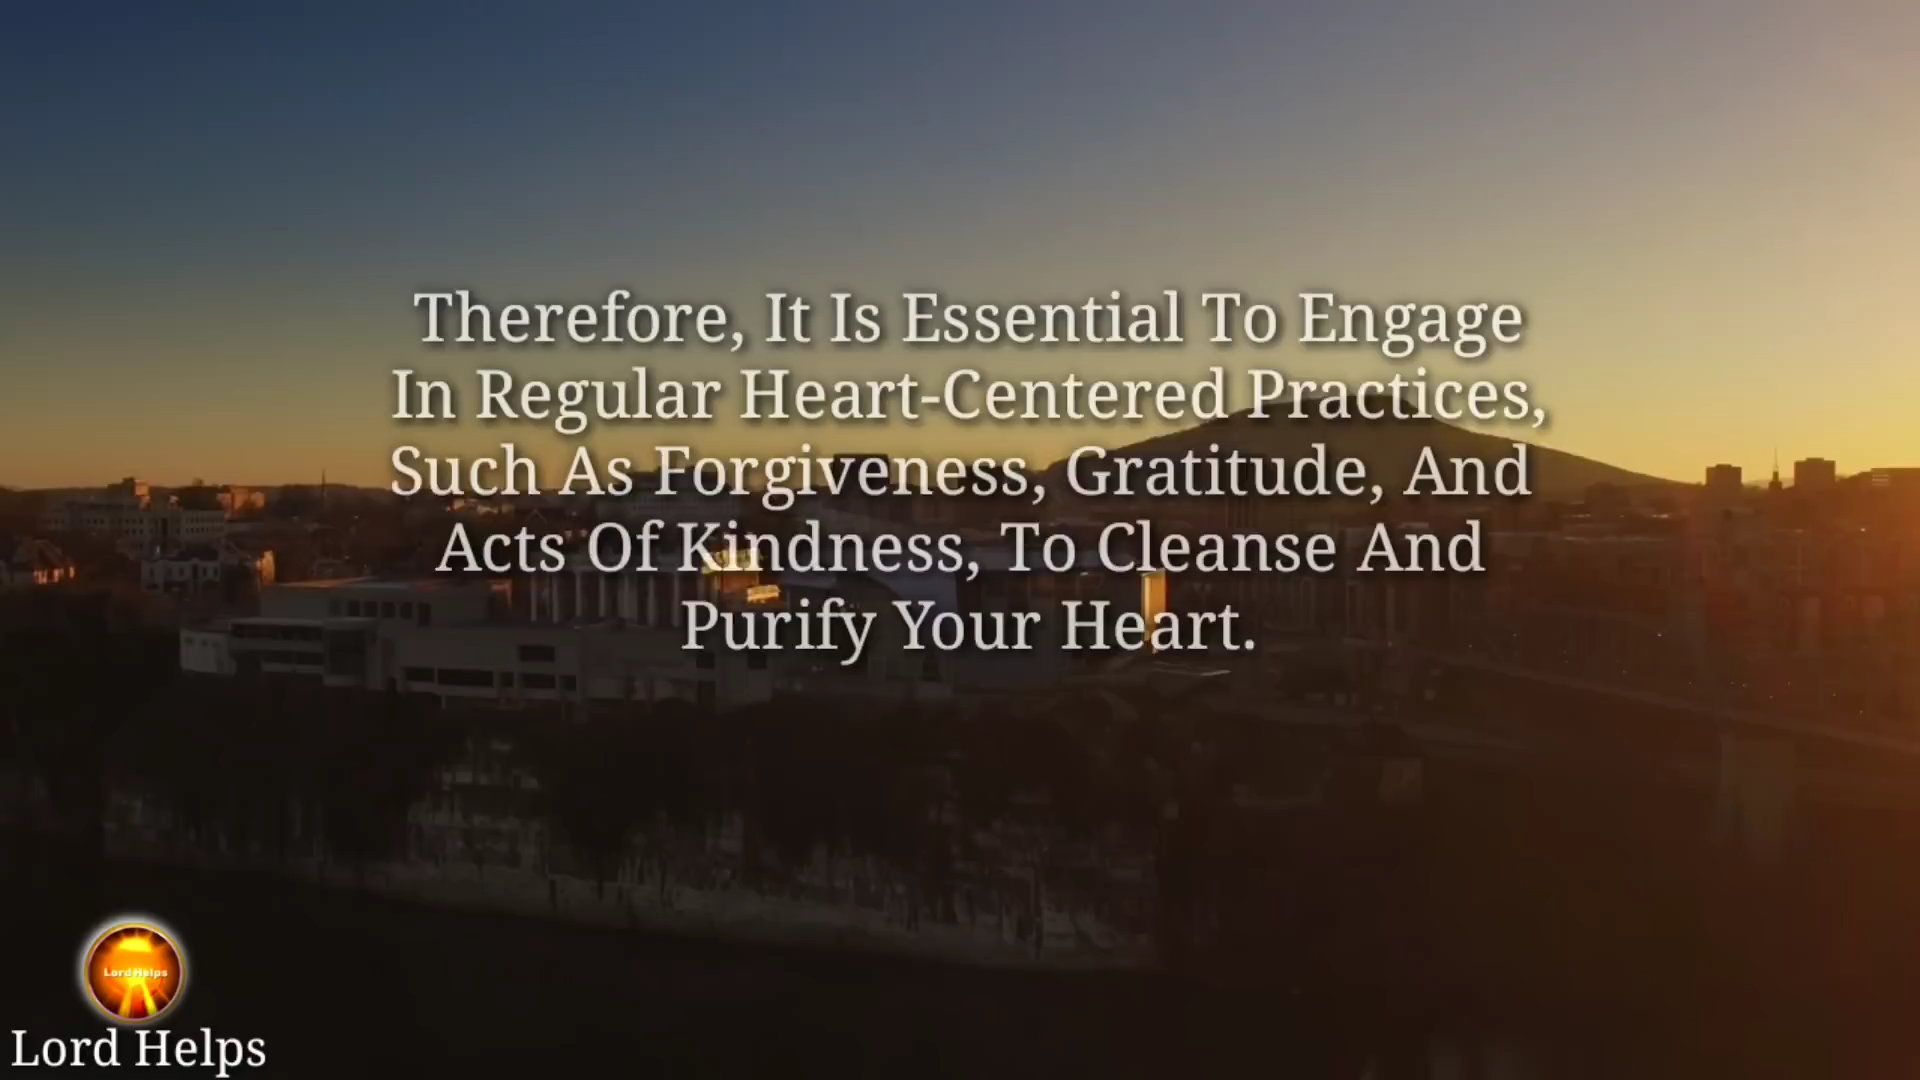 Therefore, It Is Essential To Engage
In Regular Heart-Centered Practices,
Such As Forgiveness, Gratitude, And
Acts Of Kindness, To Cleanse And
Purify Your Heart.
Lord Helps
Lord Helps